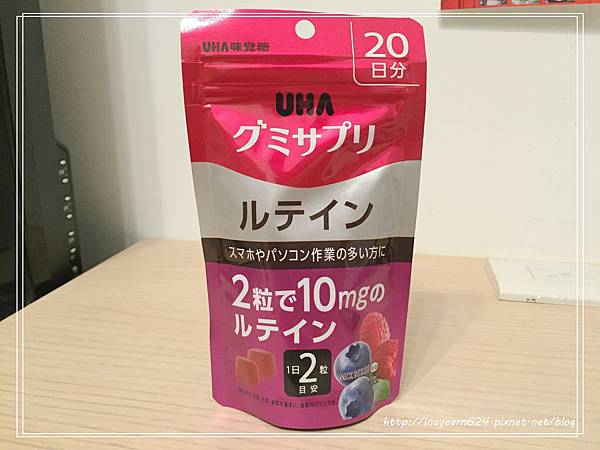 UHA味覚糖
20
日分
UHA
グミサプリ
ルテイン
スマホやパソコン作業の多い方に
2粒で10mgの
ルテイン
1日2粒
目安
http://inayearn624.pixnet.net/blog